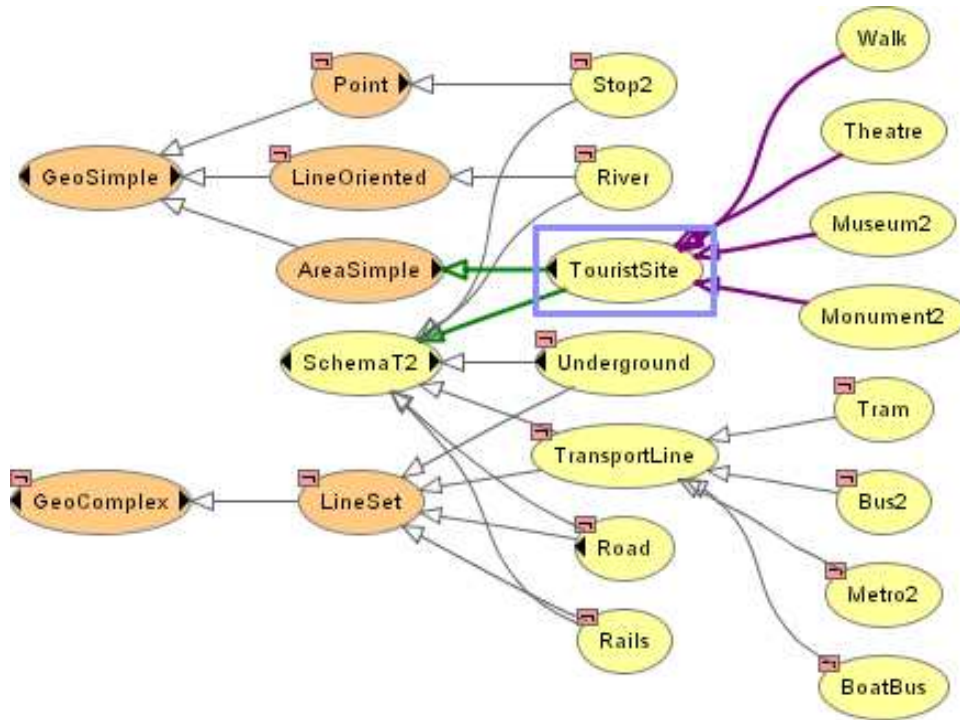 Walk
Point
Stop2
Theatre
GeoSimple
LineOriented
River
Museum2
AreaSimple
TouristSite
Monument2
SchemaT2
Underground
Tram
TransportLine
GeoComplex
LineSet
Bus2
Road
Metro2
Rails
BoatBus